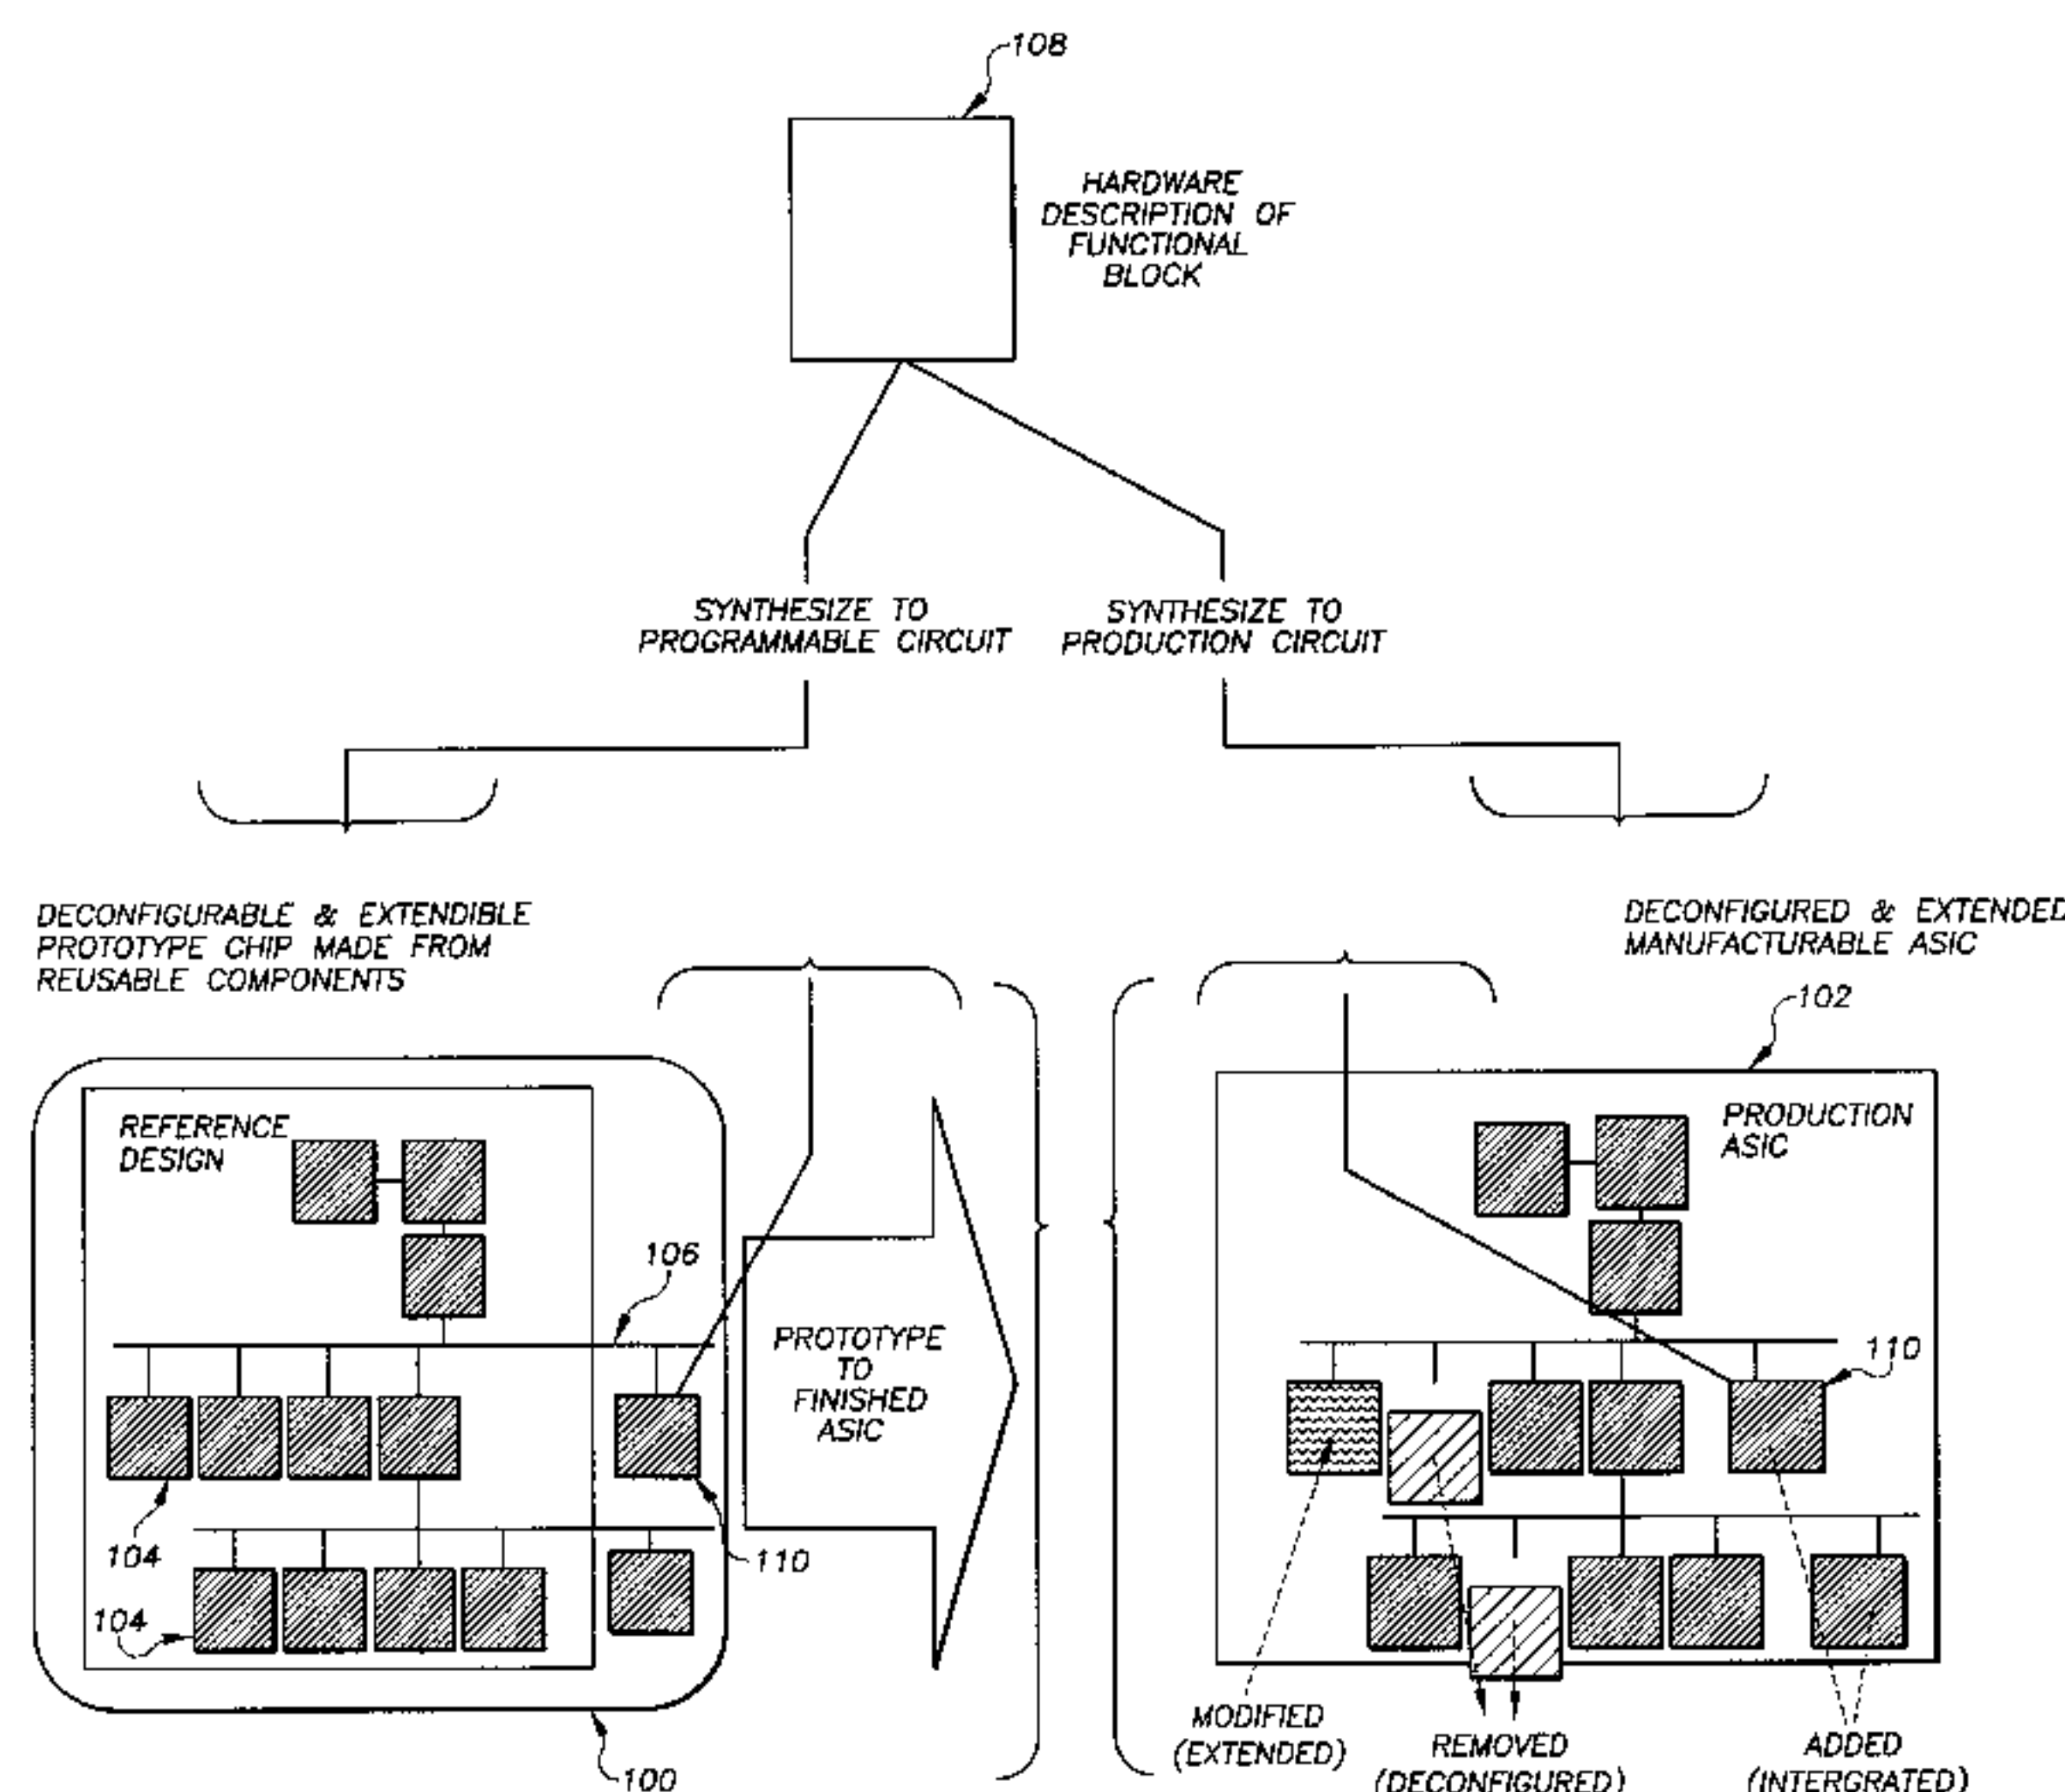 108
HARDWARE
DESCRIPTION OF
FUNCTIONAL
BLOCK
SYNTHESIZE TO
PROGRAMMABLE CIRCUIT
SYNTHESIZE TO
PRODUCTION CIRCUIT
DECONFIGURABLE & EXTENDIBLE
PROTOTYPE CHIP MADE FROM
REUSABLE COMPONENTS
DECONFIGURED & EXTENDED
MANUFACTURABLE ASIC
102
REFERENCE
DESIGN
106
104
104
110
100
PROTOTYPE
TO
FINISHED
ASIC
PRODUCTION
ASIC
110
MODIFIED
(EXTENDED)
REMOVED
(DECONFIGURED)
ADDED
(INTERGRATED)